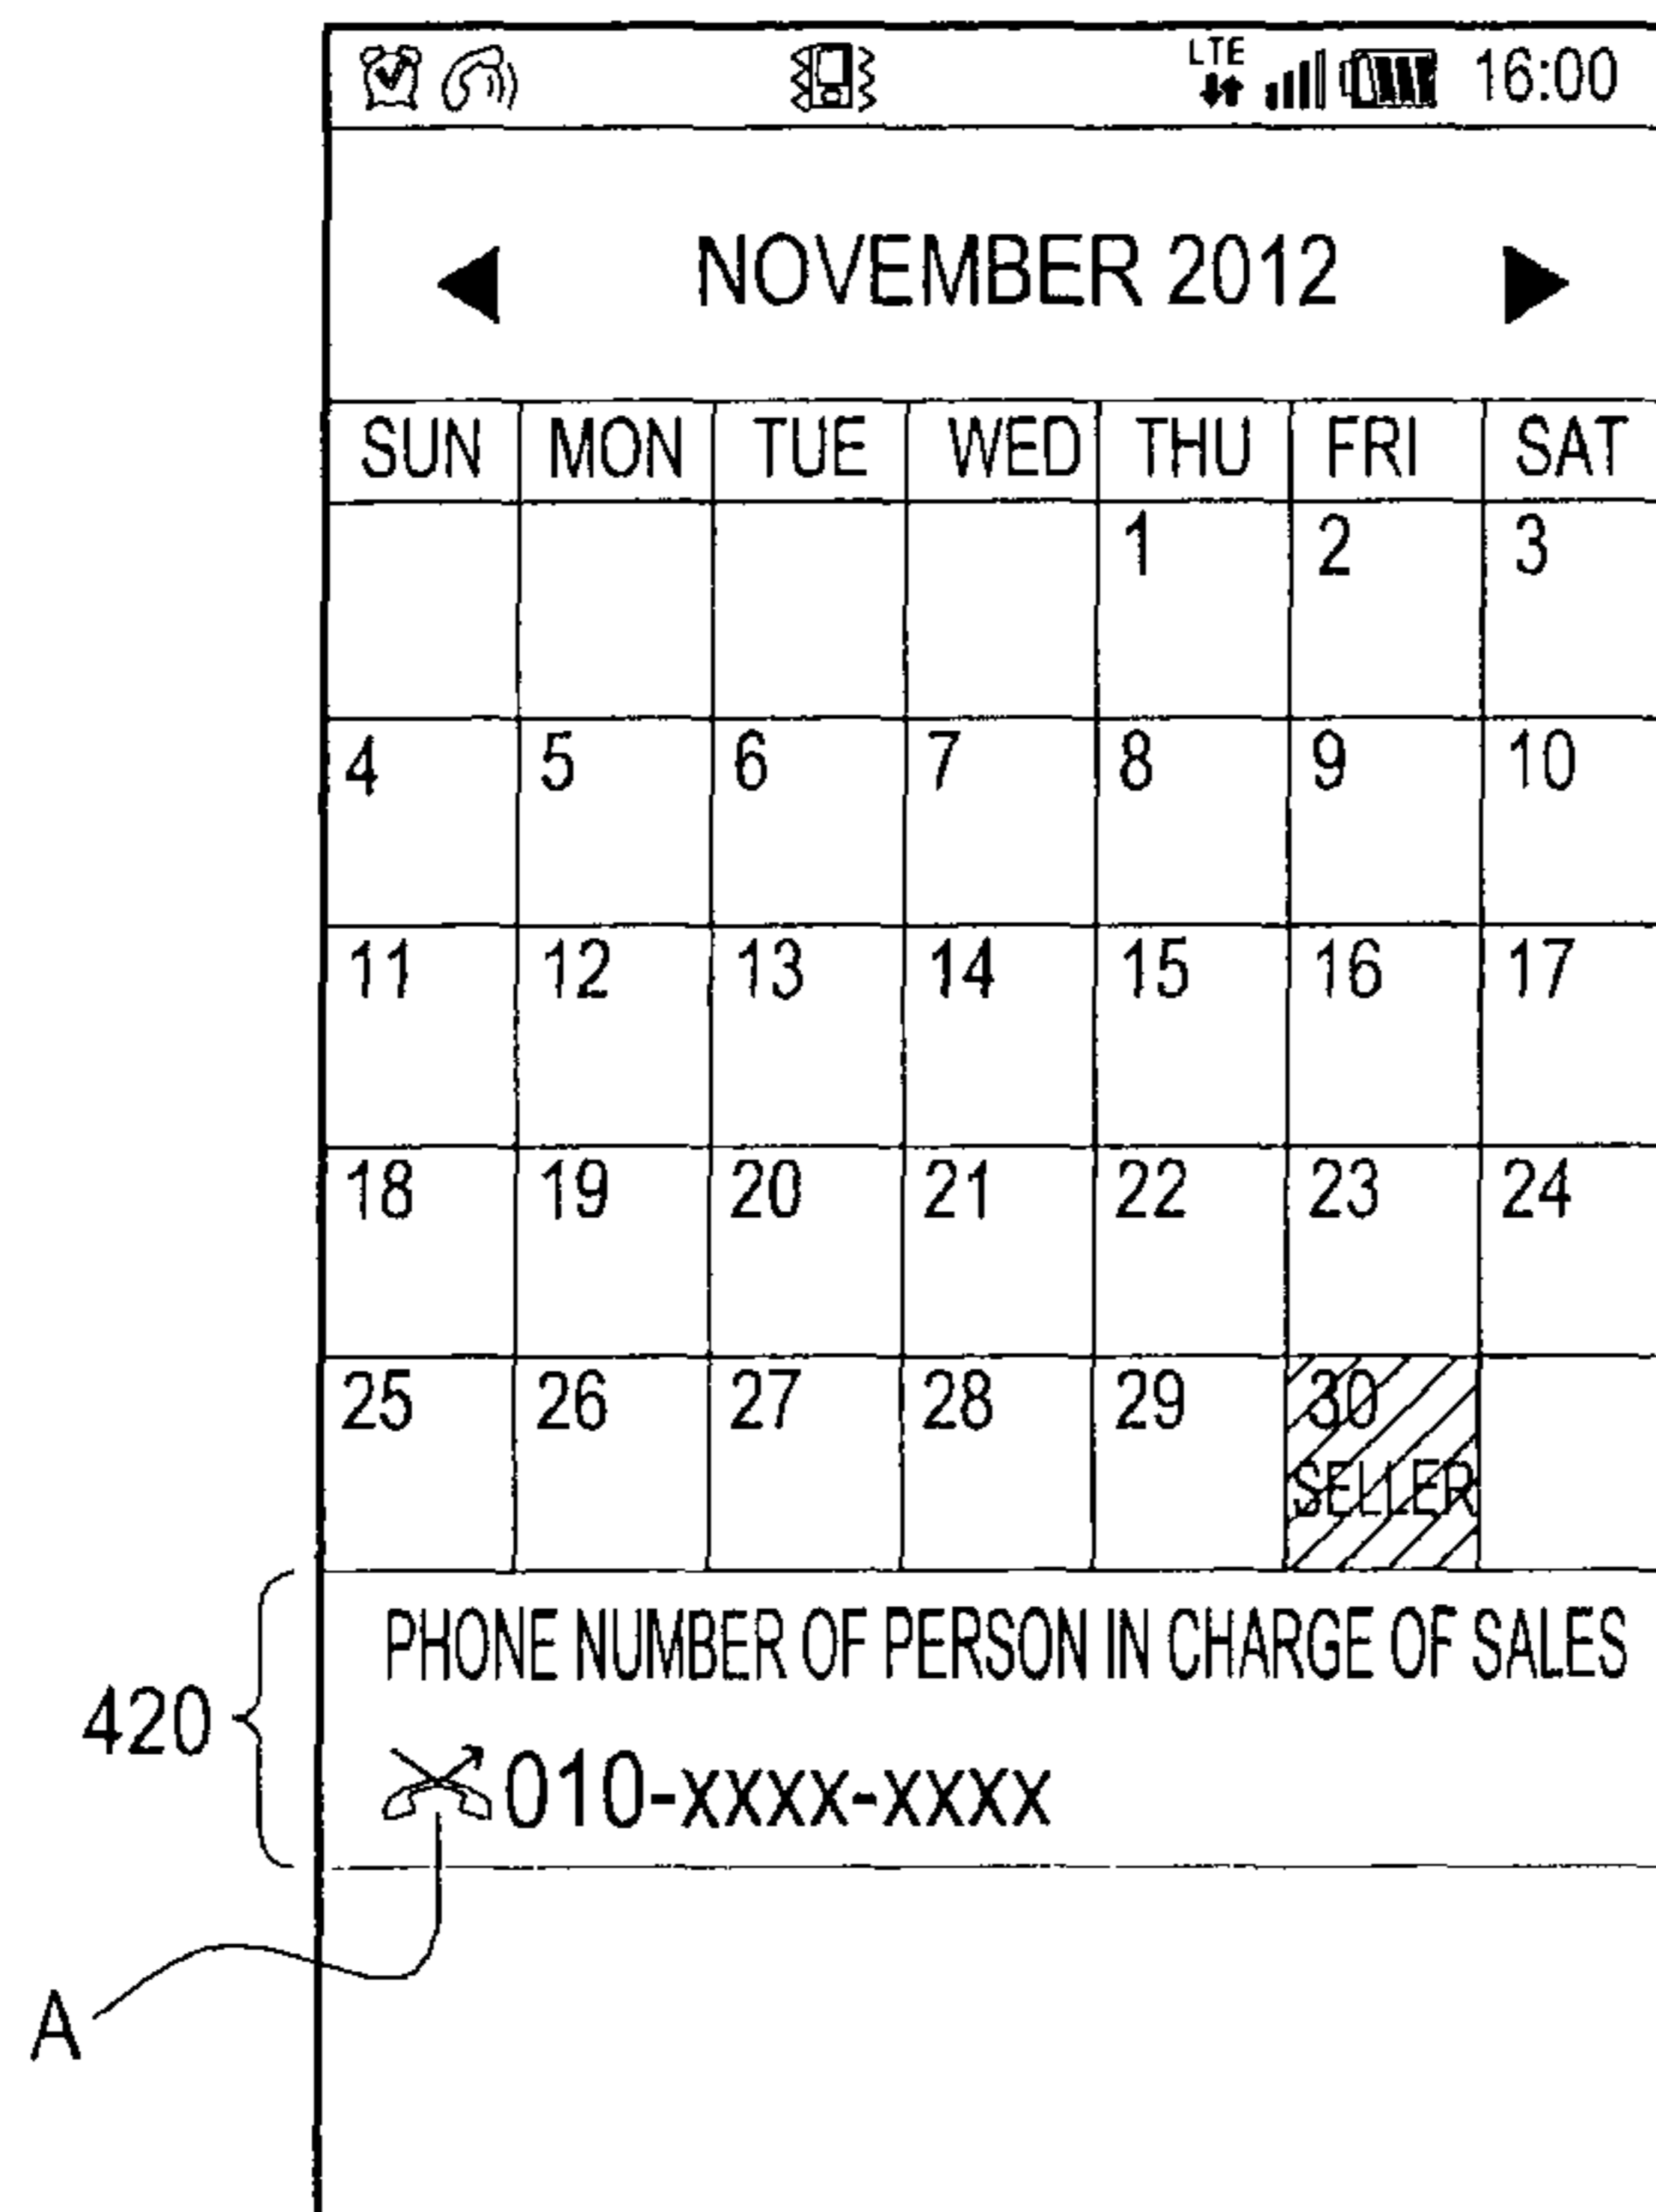 LTE
16:00
NOVEMBER 2012
SUN MON TUE WED THU FRI SAT
1 2 3
4 5 6 7 8 9 10
11 12 13 14 15 16 17
18 19 20 21 22 23 24
25 26 27 28 29 30
SELLER
PHONE NUMBER OF PERSON IN CHARGE OF SALES
420
010-xxxx-xxxx
A